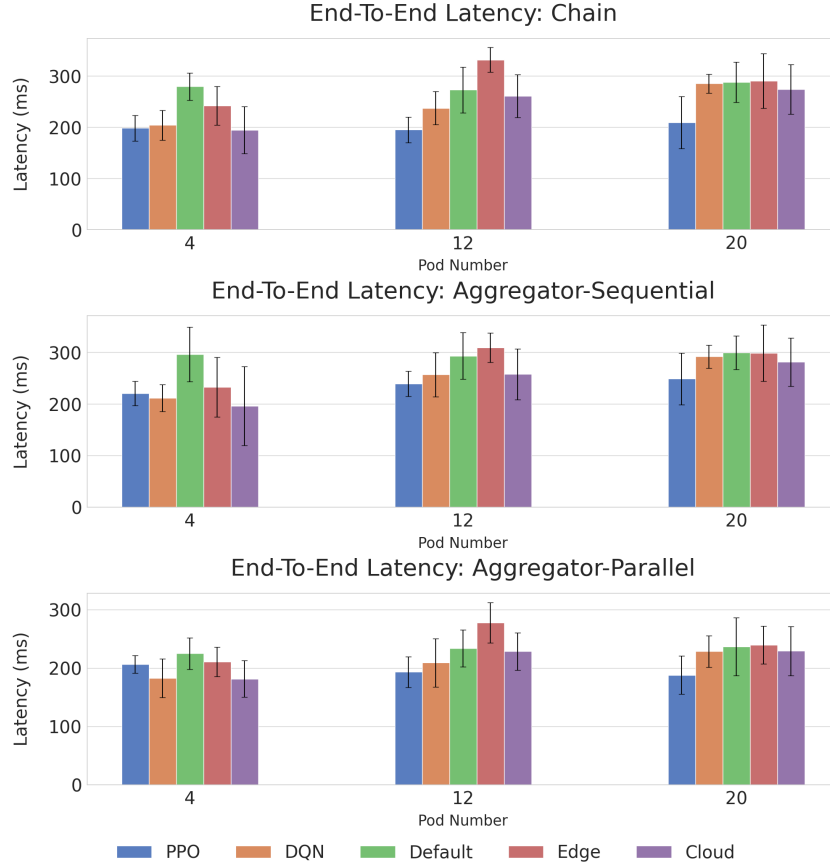 End-To-End Latency: Chain
Latency (ms)
300
200
100
0
4
12
20
Pod Number
End-To-End Latency: Aggregator-Sequential
Latency (ms)
300
200
100
0
4
12
20
Pod Number
End-To-End Latency: Aggregator-Parallel
Latency (ms)
300
200
100
0
4
12
20
Pod Number
PPO
DQN
Default
Edge
Cloud